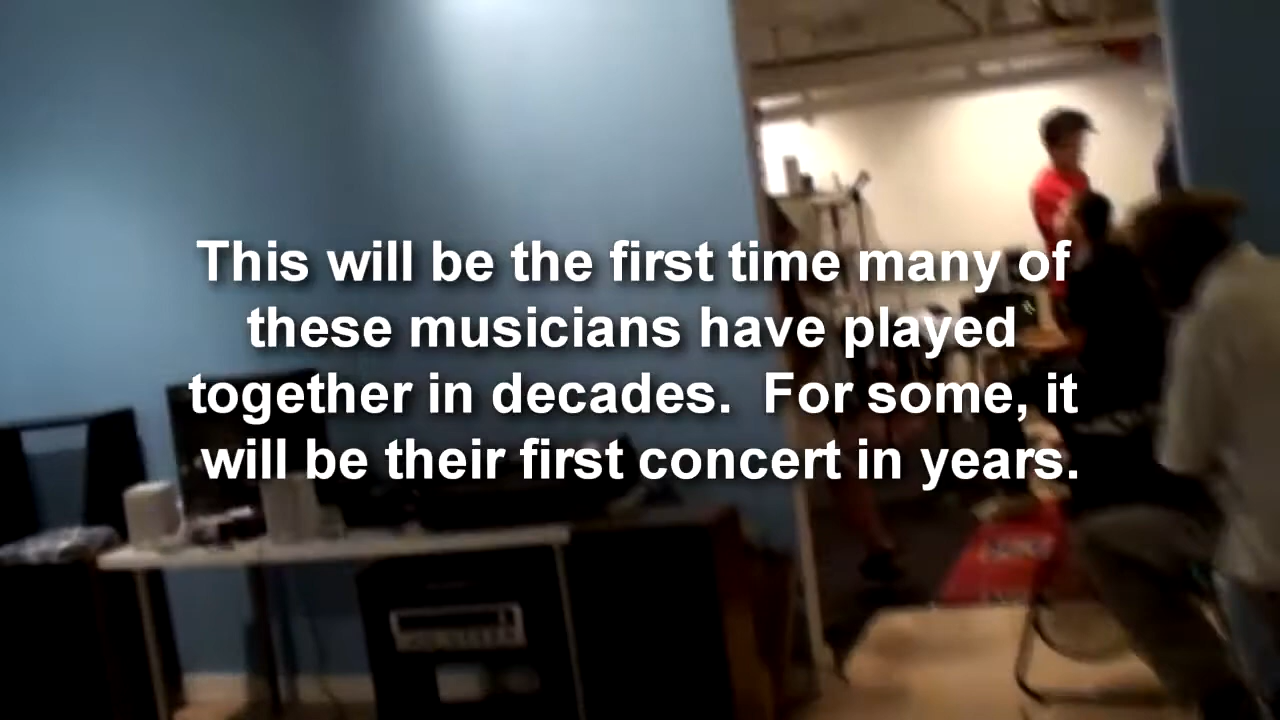 This will be the first time many of
these musicians have played
together in decades.  For some, it
will be their first concert in years.